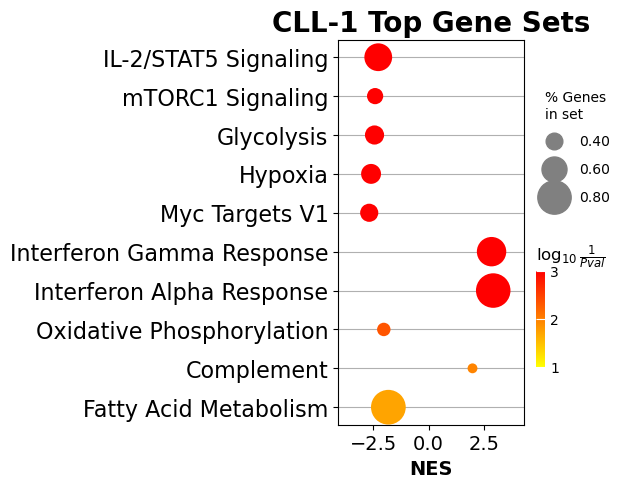 CLL-1 Top Gene Sets
IL-2/STAT5 Signaling
mTORC1 Signaling
Glycolysis
Hypoxia
Myc Targets V1
Interferon Gamma Response
Interferon Alpha Response
Oxidative Phosphorylation
Complement
Fatty Acid Metabolism
−2.5 0.0 2.5
NES
% Genes
in set
0.40
0.60
0.80
log₁₀ 1/Pval
3
2
1